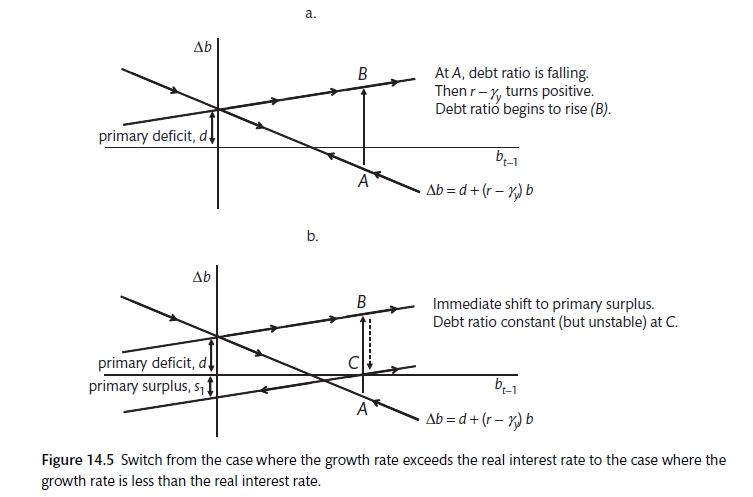 a.
Δb
B
At A, debt ratio is falling.
Then r – γy turns positive.
Debt ratio begins to rise (B).
primary deficit, d
bt–1
A
Δb = d + (r – γy) b
b.
Δb
B
Immediate shift to primary surplus.
Debt ratio constant (but unstable) at C.
primary deficit, d
C
primary surplus, s1
bt–1
A
Δb = d + (r – γy) b
Figure 14.5 Switch from the case where the growth rate exceeds the real interest rate to the case where the
growth rate is less than the real interest rate.